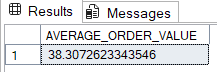 Results Messages
AVERAGE_ORDER_VALUE
1 38.3072623343546